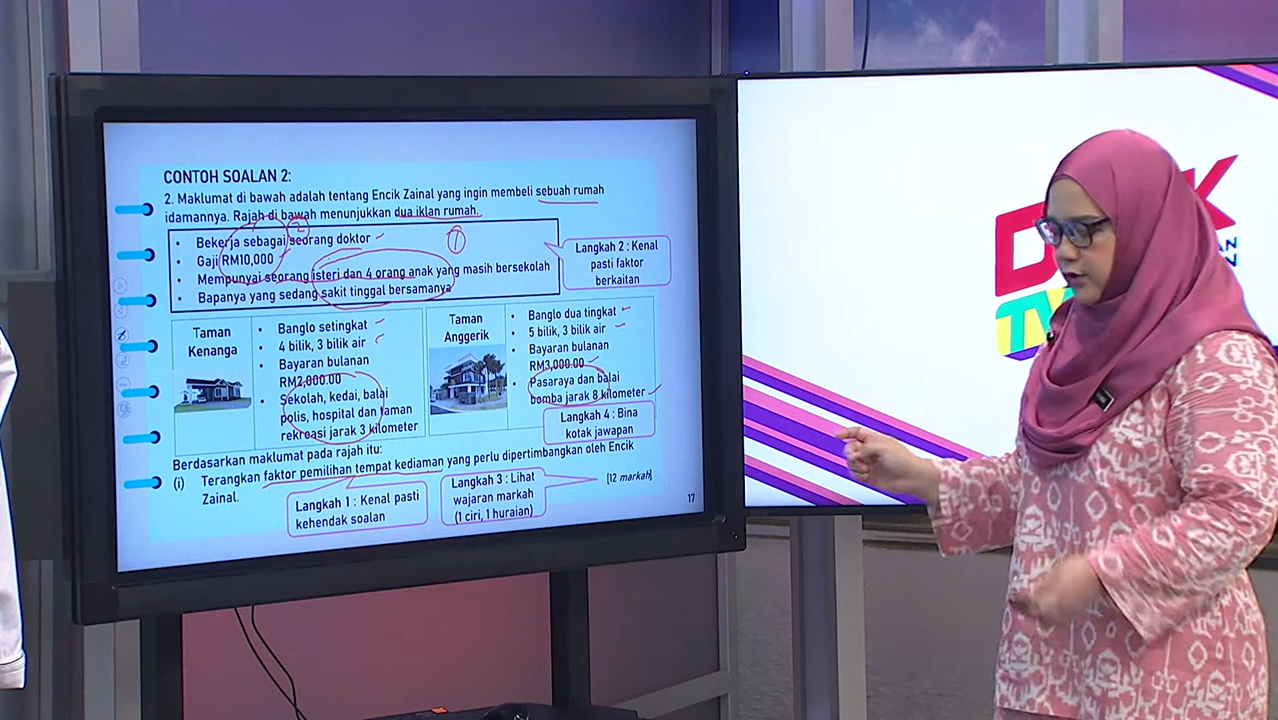 CONTOH SOALAN 2:
2. Maklumat di bawah adalah tentang Encik Zainal yang ingin membeli sebuah rumah
idamannya. Rajah di bawah menunjukkan dua iklan rumah.
2
1
• Bekerja sebagai seorang doktor
• Gaji RM10,000
• Mempunyai seorang isteri dan 4 orang anak yang masih bersekolah
• Bapanya yang sedang sakit tinggal bersamanya
Langkah 2 : Kenal
pasti faktor
berkaitan
Taman
Kenanga
• Banglo setingkat
• 4 bilik, 3 bilik air
• Bayaran bulanan
RM2,000.00
• Sekolah, kedai, balai
polis, hospital dan taman
rekreasi jarak 3 kilometer
Taman
Anggerik
• Banglo dua tingkat
• 5 bilik, 3 bilik air
• Bayaran bulanan
RM3,000.00
• Pasaraya dan balai
bomba jarak 8 kilometer
Langkah 4 : Bina
kotak jawapan
Berdasarkan maklumat pada rajah itu:
(i) Terangkan faktor pemilihan tempat kediaman yang perlu dipertimbangkan oleh Encik
Zainal.
[12 markah]
Langkah 1 : Kenal pasti
kehendak soalan
Langkah 3 : Lihat
wajaran markah
(1 ciri, 1 huraian)
17